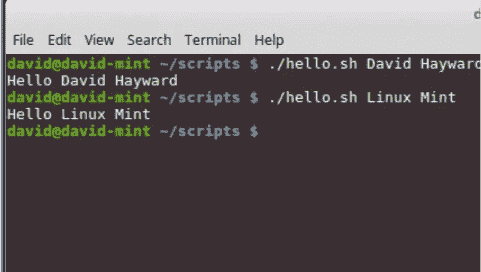 File Edit View Search Terminal Help
david@david-mint ~/scripts $ ./hello.sh David Hayward
Hello David Hayward
david@david-mint ~/scripts $ ./hello.sh Linux Mint
Hello Linux Mint
david@david-mint ~/scripts $